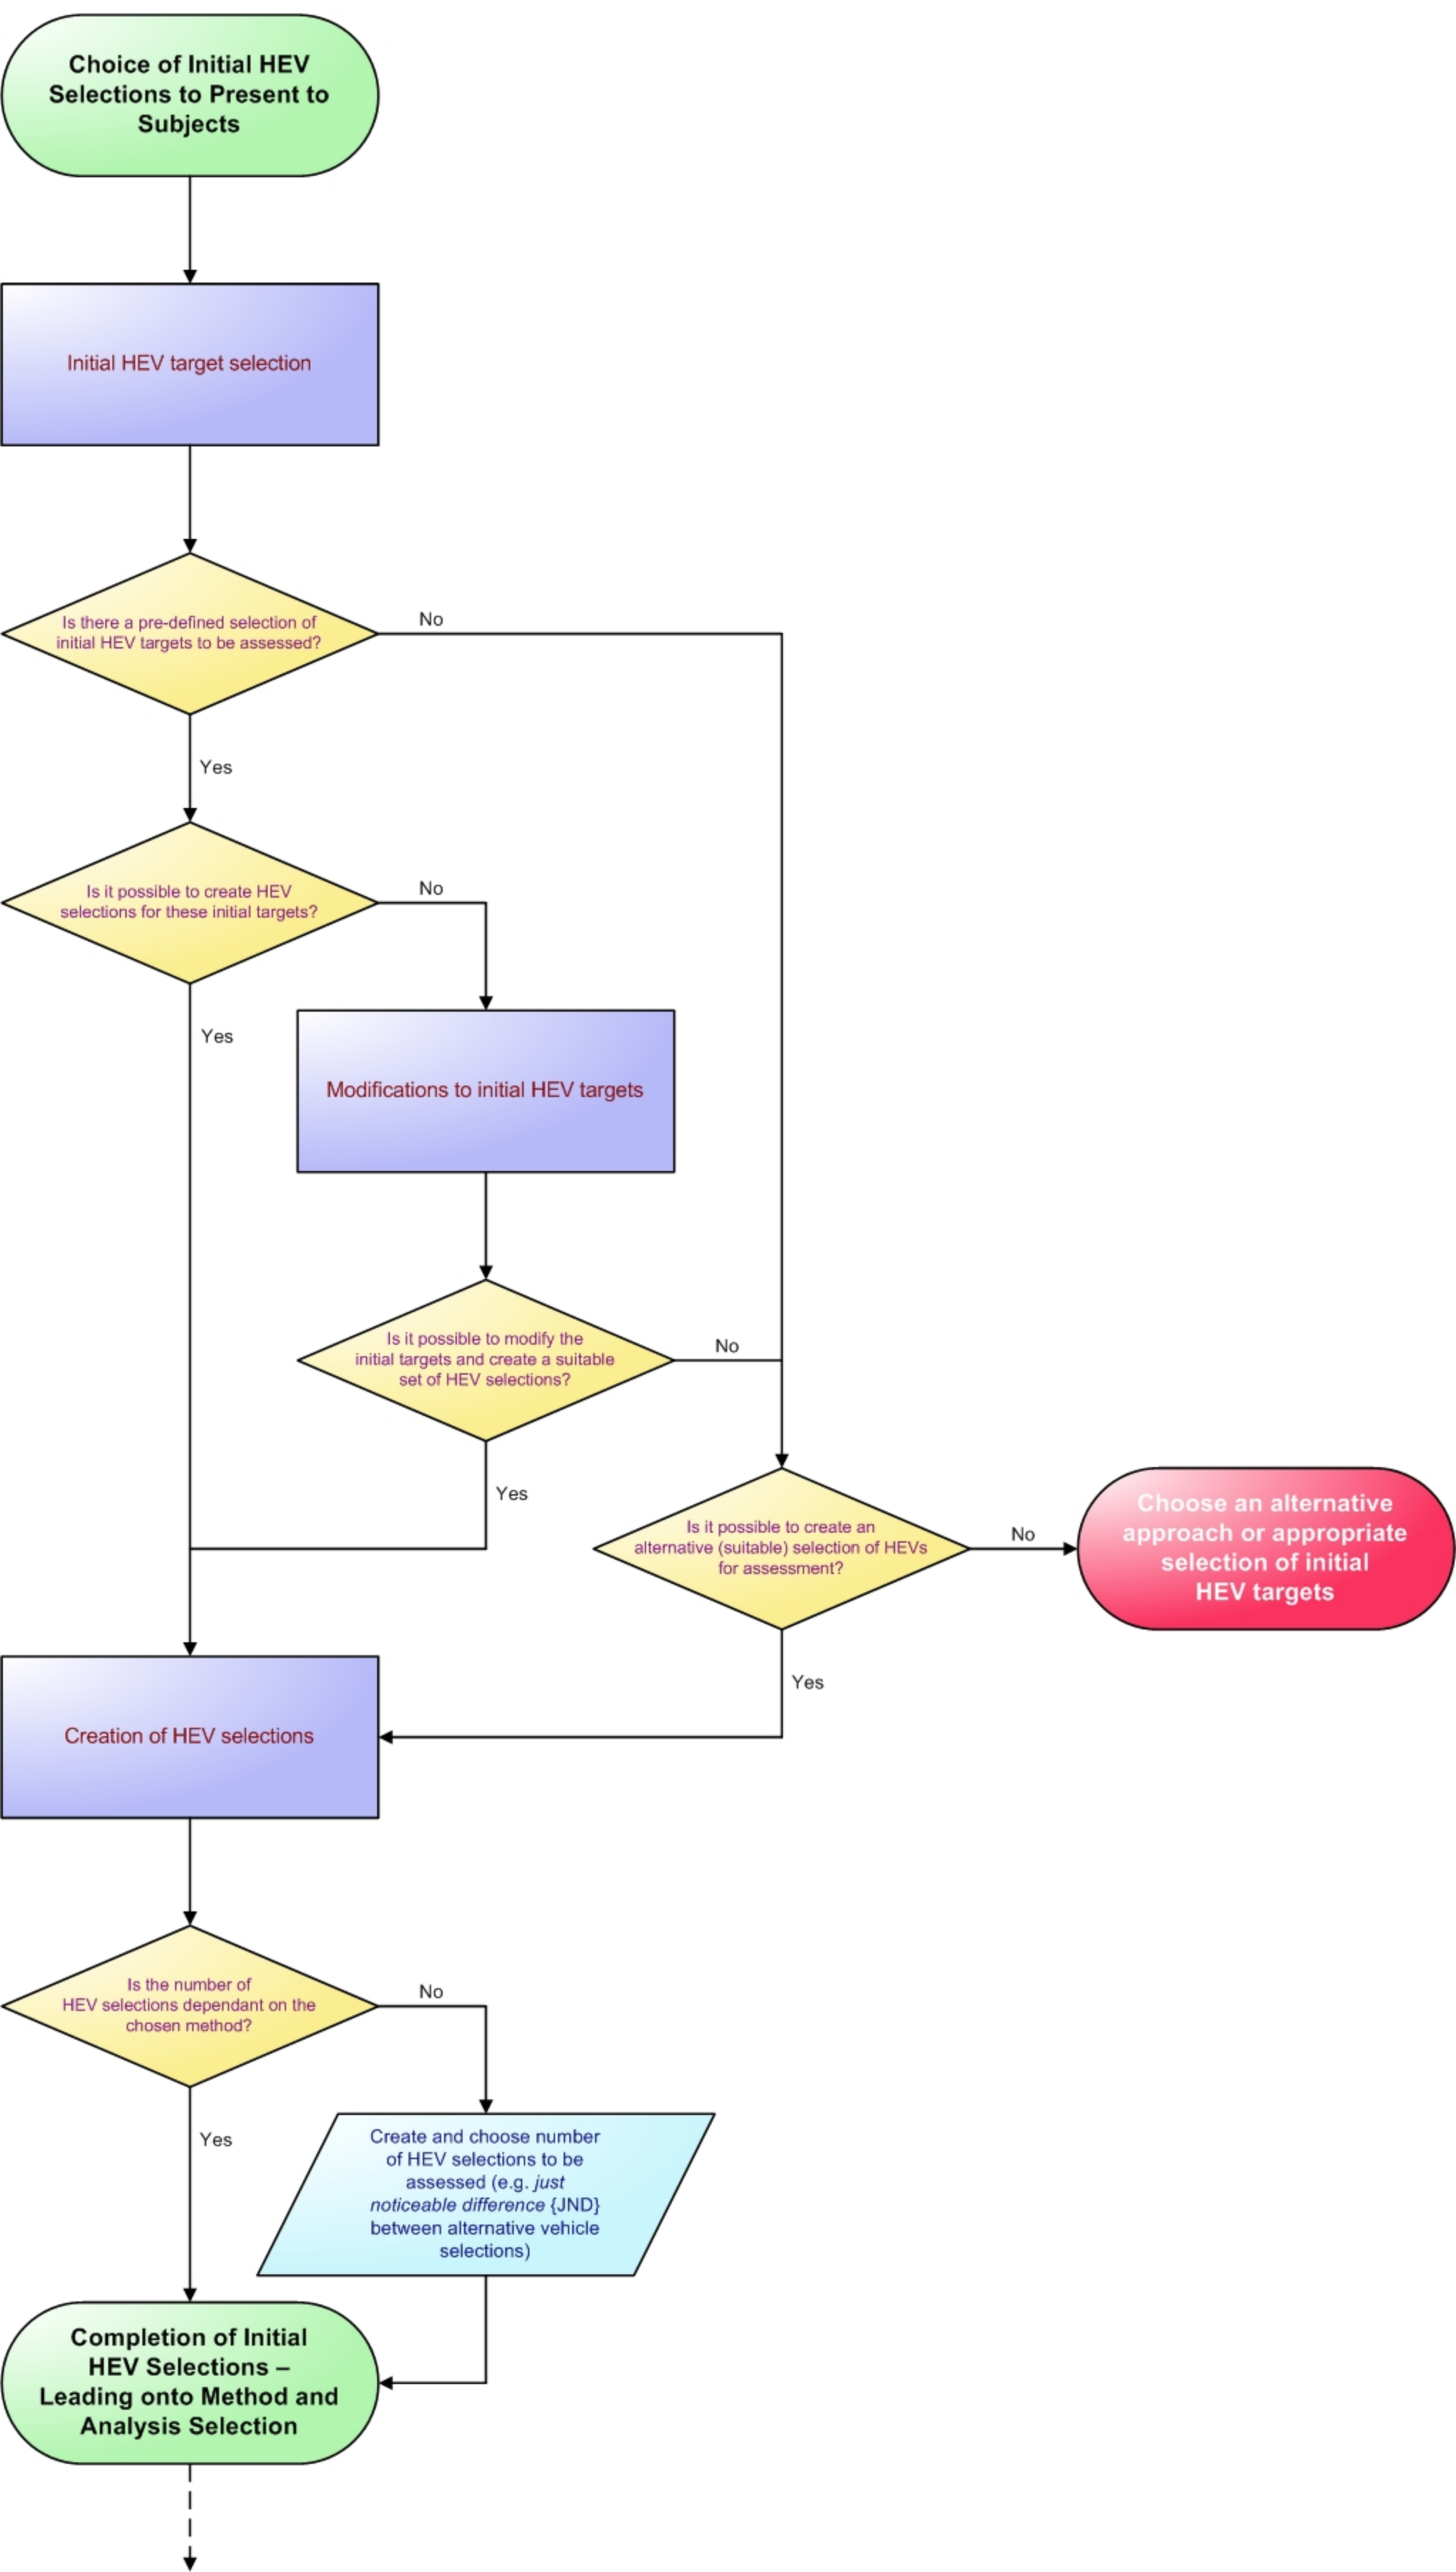 Choice of Initial HEV
Selections to Present to
Subjects
Initial HEV target selection
Is there a pre-defined selection of
initial HEV targets to be assessed?
No
Yes
Is it possible to create HEV
selections for these initial targets?
No
Yes
Modifications to initial HEV targets
Is it possible to modify the
initial targets and create a suitable
set of HEV selections?
No
Yes
Is it possible to create an
alternative (suitable) selection of HEVs
for assessment?
No
Choose an alternative
approach or appropriate
selection of initial
HEV targets
Yes
Creation of HEV selections
Is the number of
HEV selections dependant on the
chosen method?
No
Yes
Create and choose number
of HEV selections to be
assessed (e.g. just
noticeable difference {JND}
between alternative vehicle
selections)
Completion of Initial
HEV Selections –
Leading onto Method and
Analysis Selection